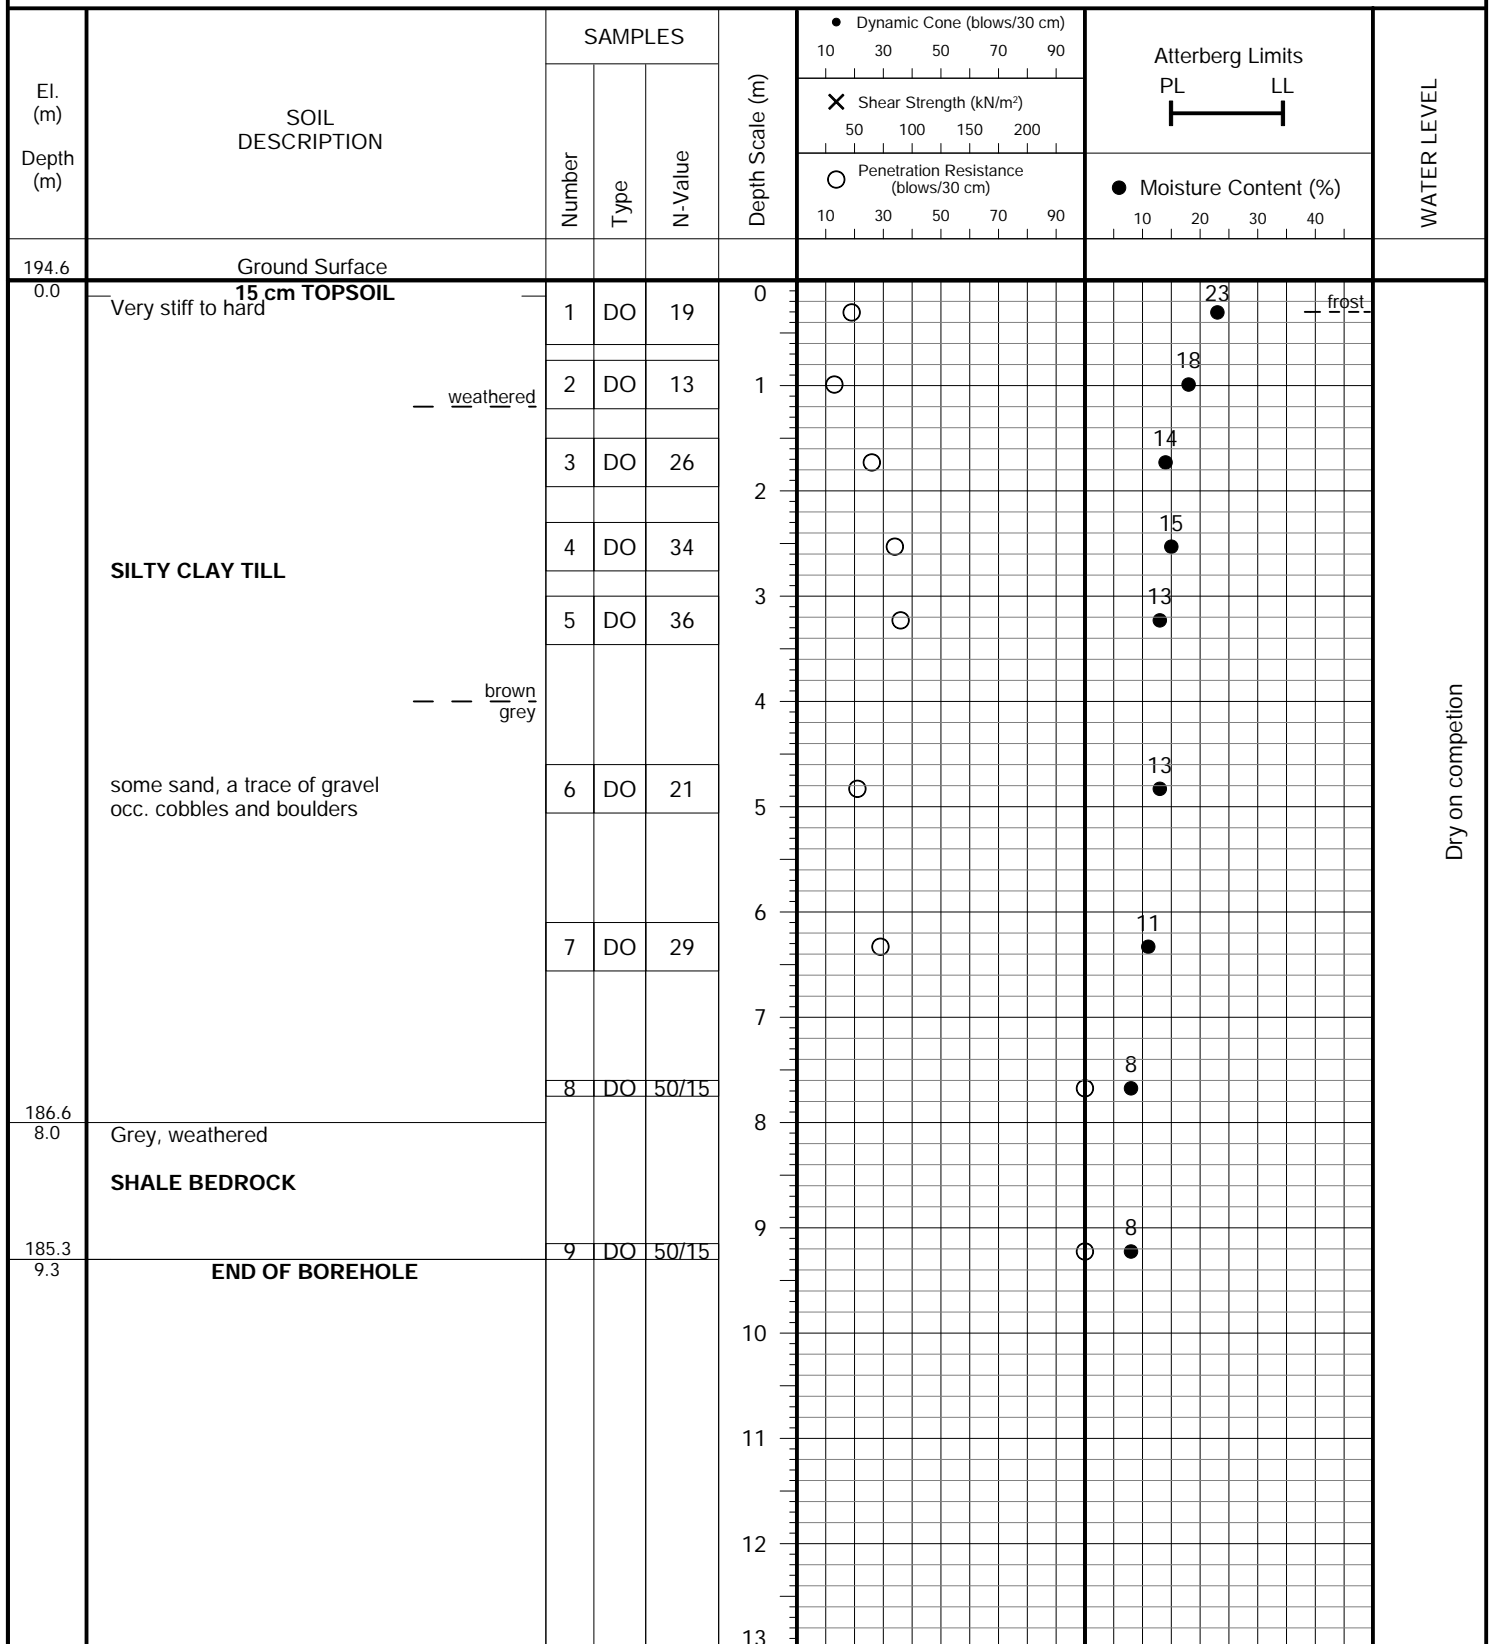 El.
(m)
Depth
(m)
SOIL
DESCRIPTION
SAMPLES
Number
Type
N-Value
Depth Scale (m)
Dynamic Cone (blows/30 cm)
10 30 50 70 90
Shear Strength (kN/m²)
50 100 150 200
Penetration Resistance
(blows/30 cm)
10 30 50 70 90
Atterberg Limits
PL LL
Moisture Content (%)
10 20 30 40
WATER LEVEL
194.6 Ground Surface
0.0 15 cm TOPSOIL 0
Very stiff to hard
1 DO 19 23 frost
2 DO 13 1 18
weathered
3 DO 26 14
2
4 DO 34 15
SILTY CLAY TILL
3
5 DO 36 13
brown
4
grey
some sand, a trace of gravel
occ. cobbles and boulders
6 DO 21 13
5
6
7 DO 29 11
7
8 DO 50/15 8
186.6
8.0 8
Grey, weathered
SHALE BEDROCK
9
9 DO 50/15 8
185.3
9.3 END OF BOREHOLE
10
11
12
13
Dry on competion